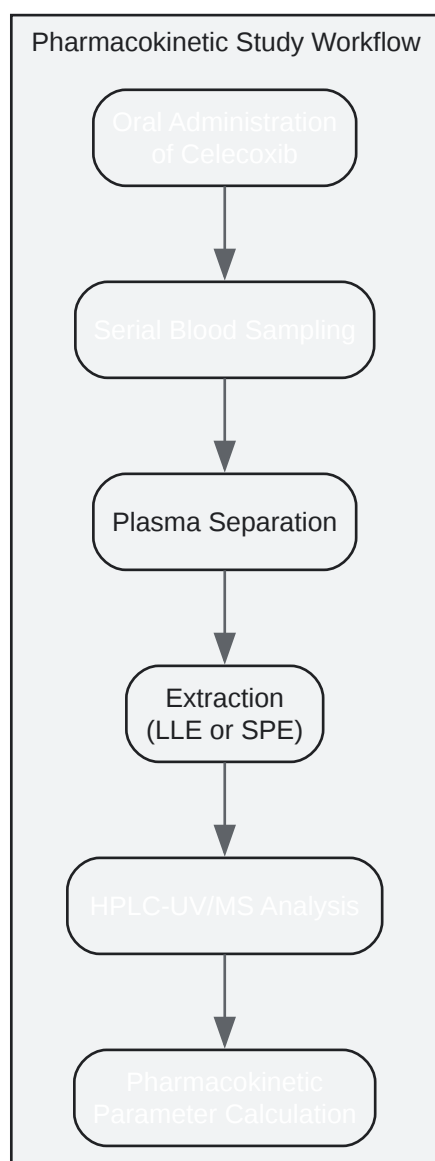 Pharmacokinetic Study Workflow
Oral Administration
of Celecoxib
Serial Blood Sampling
Plasma Separation
Extraction
(LLE or SPE)
HPLC-UV/MS Analysis
Pharmacokinetic
Parameter Calculation